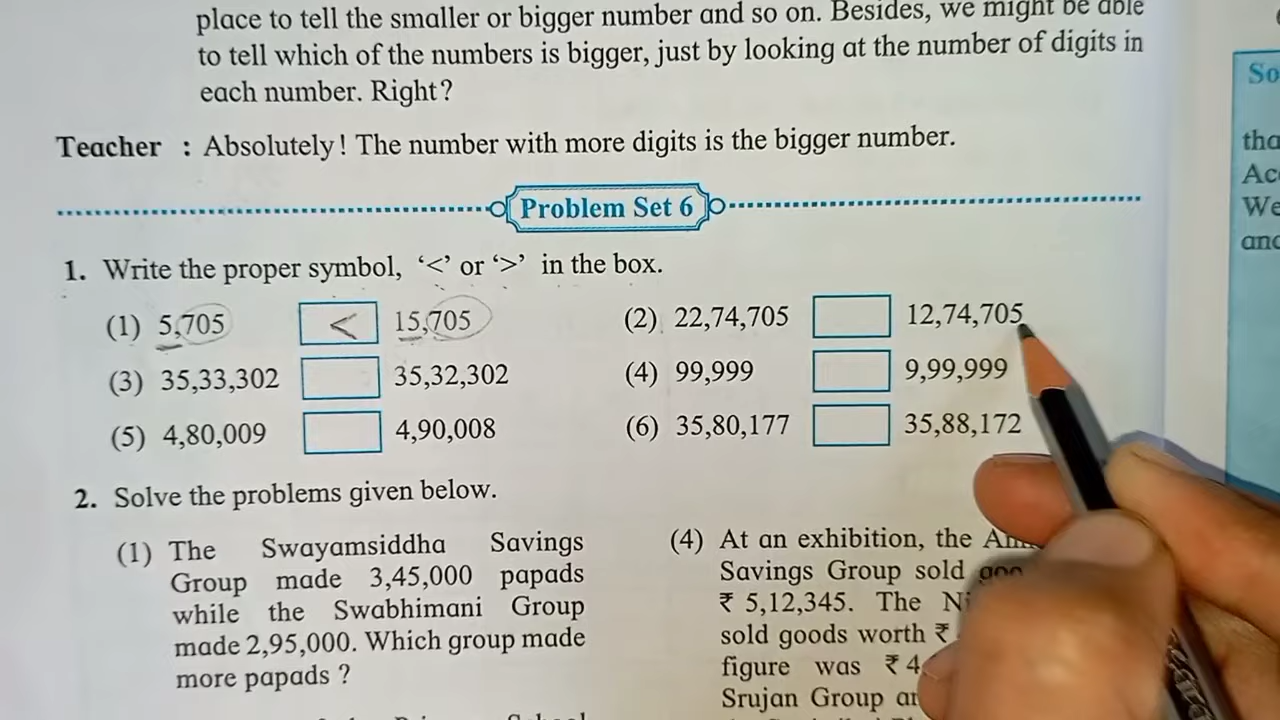 place to tell the smaller or bigger number and so on. Besides, we might be able
to tell which of the numbers is bigger, just by looking at the number of digits in
each number. Right?
Teacher : Absolutely! The number with more digits is the bigger number.
Problem Set 6
1. Write the proper symbol, ‘<’ or ‘>’ in the box.
(1) 5,705 < 15,705 (2) 22,74,705 12,74,705
(3) 35,33,302 35,32,302 (4) 99,999 9,99,999
(5) 4,80,009 4,90,008 (6) 35,80,177 35,88,172
2. Solve the problems given below.
(1) The Swayamsiddha Savings
Group made 3,45,000 papads
while the Swabhimani Group
made 2,95,000. Which group made
more papads ?
(4) At an exhibition, the
Savings Group sold
₹ 5,12,345. The
sold goods worth ₹
figure was ₹ 4
Srujan Group
So
We